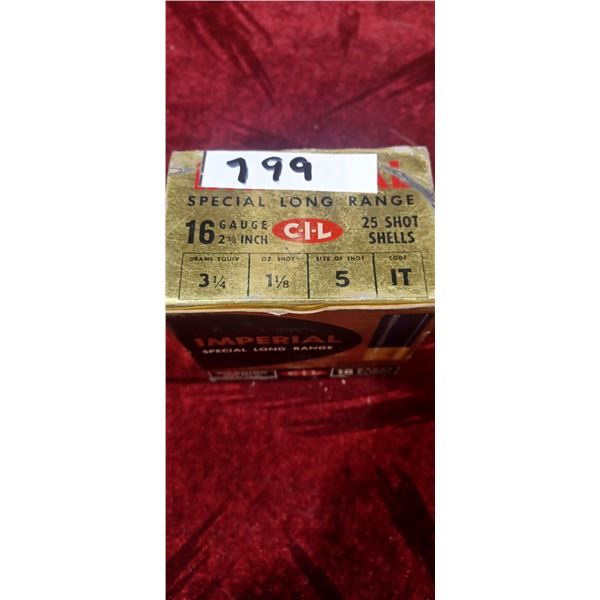 799
SPECIAL LONG RANGE
16 GAUGE 2¾ INCH C-I-L 25 SHOT SHELLS
DRAMS EQUIV OZ SHOT SIZE OF SHOT CODE
3¼ 1⅛ 5 IT
IMPERIAL
SPECIAL LONG RANGE
C-I-L 16